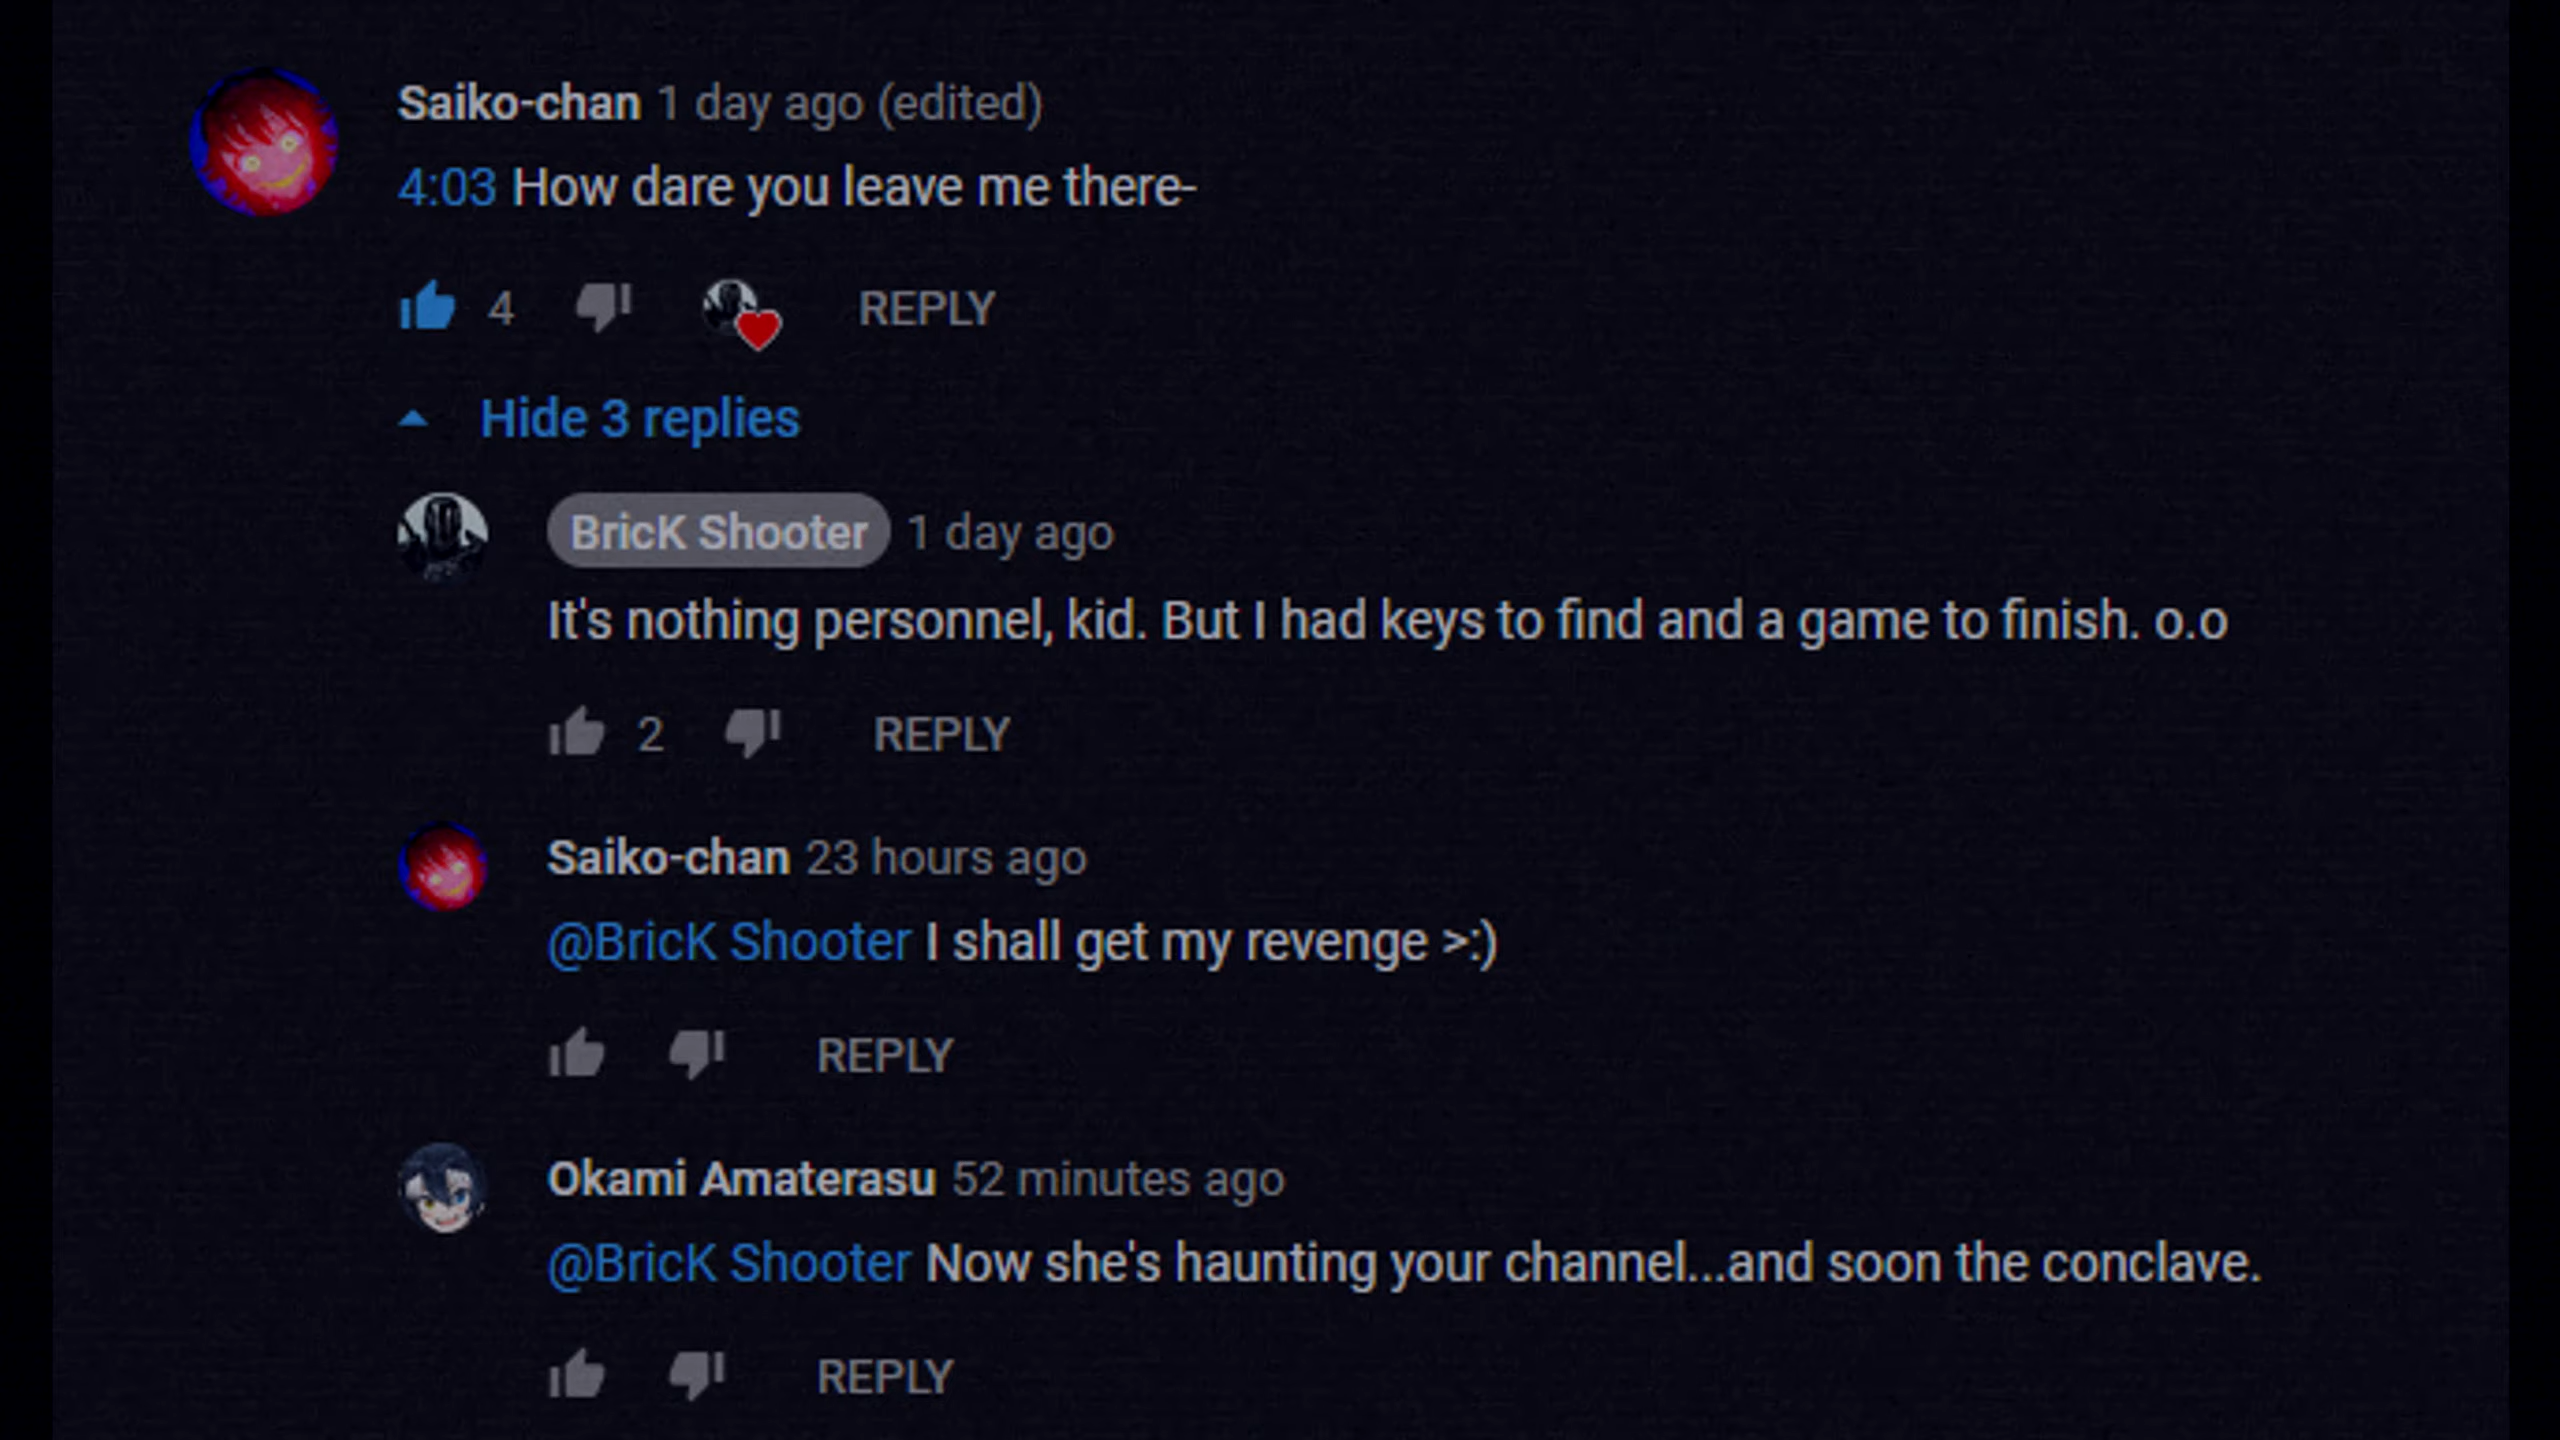 Saiko-chan 1 day ago (edited)
4:03 How dare you leave me there-
4 REPLY
Hide 3 replies
BricK Shooter 1 day ago
It's nothing personnel, kid. But I had keys to find and a game to finish. o.o
2 REPLY
Saiko-chan 23 hours ago
@BricK Shooter I shall get my revenge >:)
REPLY
Okami Amaterasu 52 minutes ago
@BricK Shooter Now she's haunting your channel...and soon the conclave.
REPLY